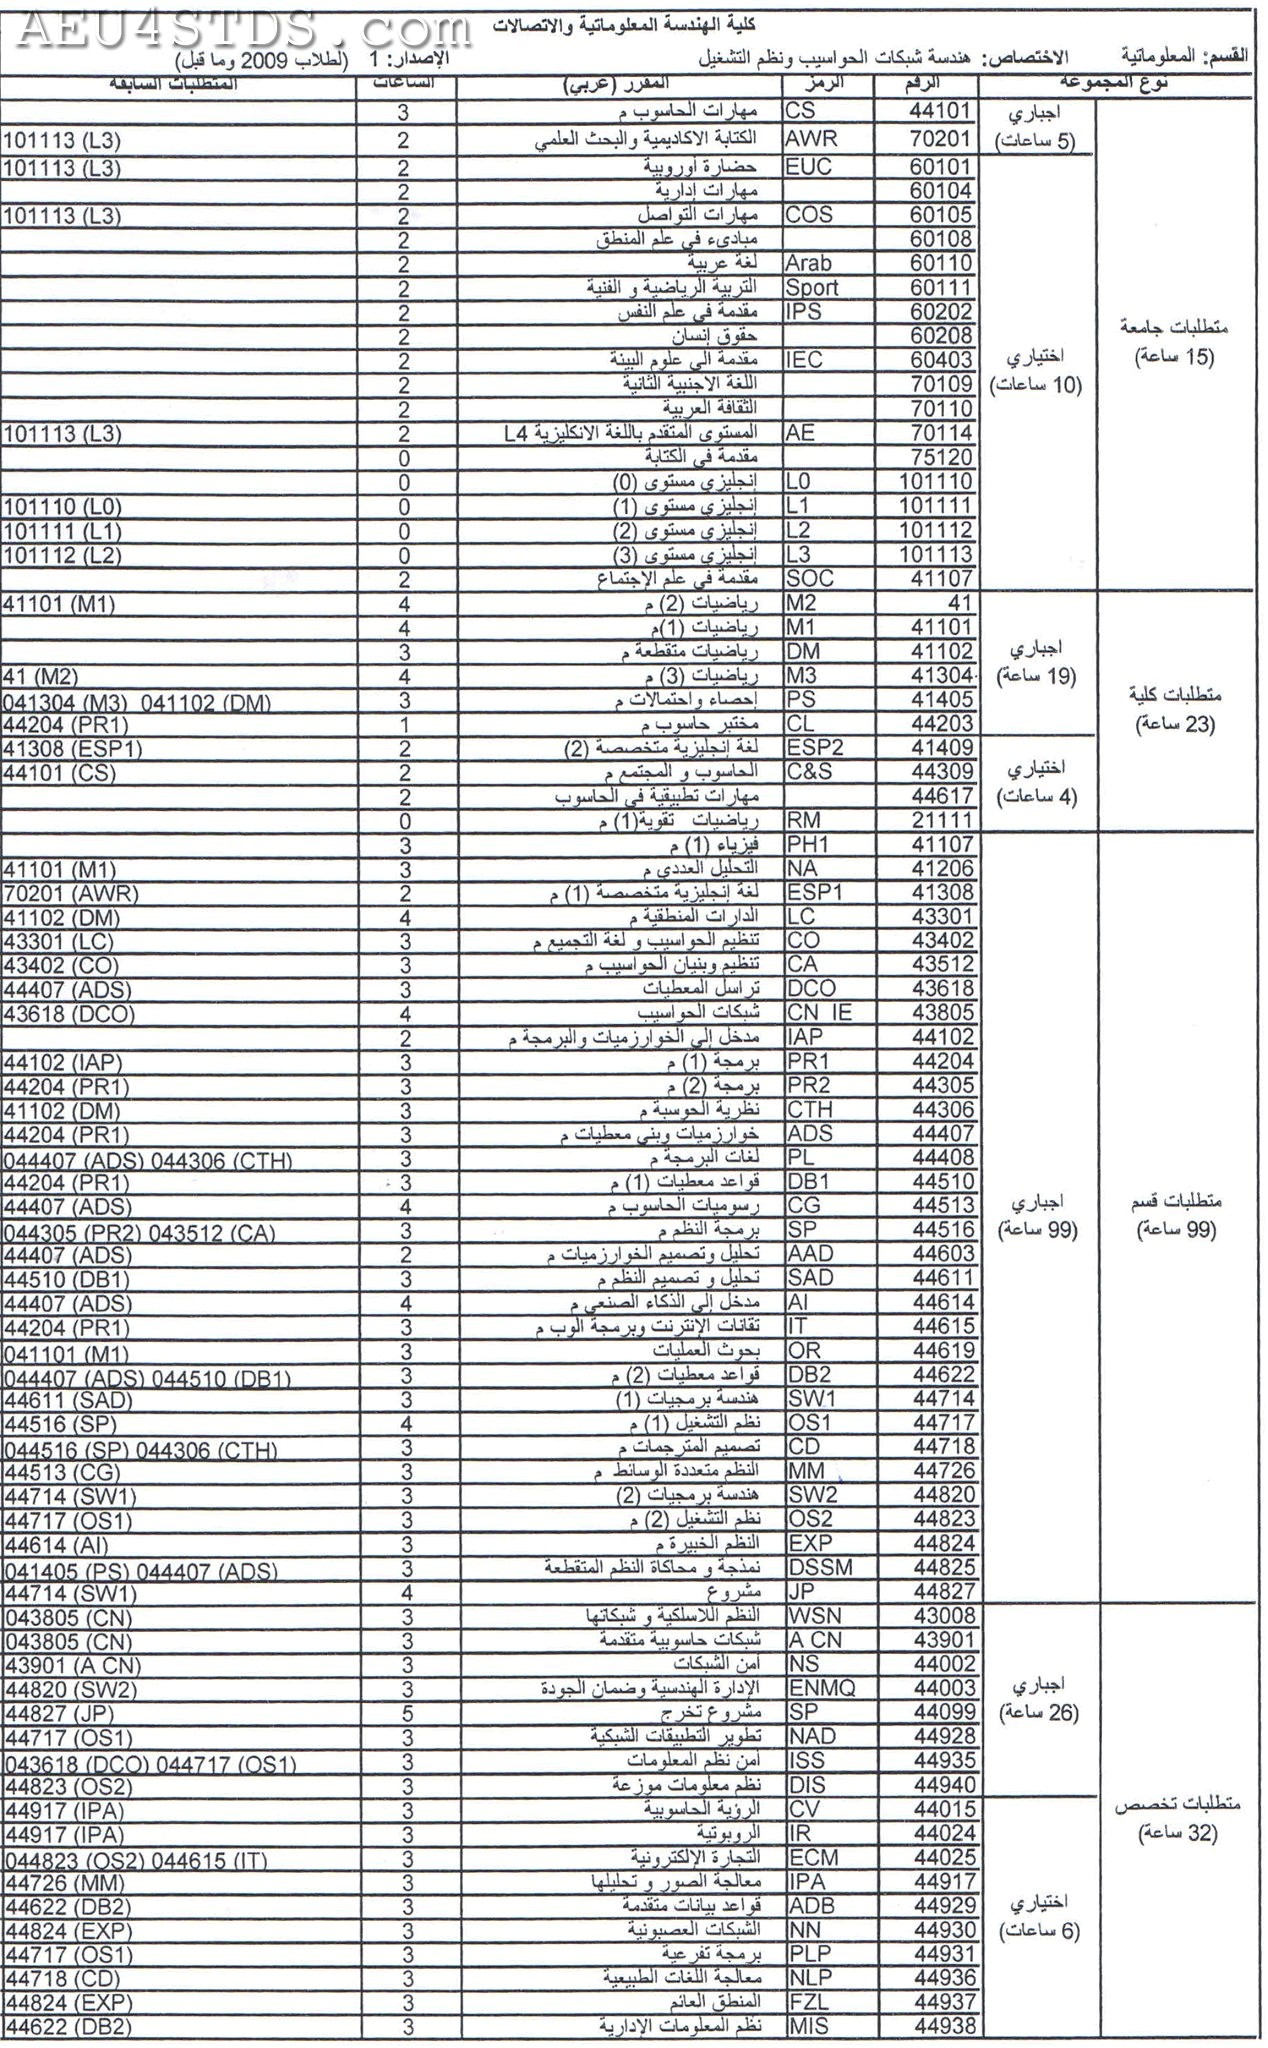 AEU4STDS.com
كلية الهندسة المعلوماتية والاتصالات
القسم: المعلوماتية الاختصاص: هندسة شبكات الحواسيب ونظم التشغيل الإصدار: 1 (لطلاب 2009 وما قبل)
نوع المجموعة الرقم الرمز المقرر (عربي) الساعات المتطلبات السابقة
متطلبات جامعة
(15 ساعة)
اجباري
(5 ساعات)
44101 CS مهارات الحاسوب م 3
70201 AWR الكتابة الاكاديمية والبحث العلمي 2 101113 (L3)
اختياري
(10 ساعات)
60101 EUC حضارة أوروبية 2 101113 (L3)
60104 مهارات إدارية 2
60105 COS مهارات التواصل 2 101113 (L3)
60108 مبادىء في علم المنطق 2
60110 Arab لغة عربية 2
60111 Sport التربية الرياضية و الفنية 2
60202 IPS مقدمة في علم النفس 2
60208 حقوق إنسان 2
60403 IEC مقدمة الى علوم البيئة 2
70109 اللغة الاجنبية الثانية 2
70110 الثقافة العربية 2
70114 AE المستوى المتقدم باللغة الانكليزية L4 2 101113 (L3)
75120 مقدمة في الكتابة 0
101110 L0 إنجليزي مستوى (0) 0
101111 L1 إنجليزي مستوى (1) 0 101110 (L0)
101112 L2 إنجليزي مستوى (2) 0 101111 (L1)
101113 L3 إنجليزي مستوى (3) 0 101112 (L2)
41107 SOC مقدمة في علم الإجتماع 2
متطلبات كلية
(23 ساعة)
اجباري
(19 ساعة)
41 M2 رياضيات (2) م 4 41101 (M1)
41101 M1 رياضيات (1)م 4
41102 DM رياضيات متقطعة م 3
41304 M3 رياضيات (3) م 4 41 (M2)
41405 PS إحصاء واحتمالات م 3 041304 (M3) 041102 (DM)
44203 CL مختبر حاسوب م 1 44204 (PR1)
اختياري
(4 ساعات)
41409 ESP2 لغة إنجليزية متخصصة (2) 2 41308 (ESP1)
44309 C&S الحاسوب و المجتمع م 2 44101 (CS)
44617 مهارات تطبيقية في الحاسوب 2
21111 RM رياضيات تقوية(1) م 0
متطلبات قسم
(99 ساعة)
اجباري
(99 ساعة)
41107 PH1 فيزياء (1) م 3
41206 NA التحليل العددي م 3 41101 (M1)
41308 ESP1 لغة إنجليزية متخصصة (1) م 2 70201 (AWR)
43301 LC الدارات المنطقية م 4 41102 (DM)
43402 CO تنظيم الحواسيب و لغة التجميع م 3 43301 (LC)
43512 CA تنظيم وبنيان الحواسيب م 3 43402 (CO)
43618 DCO تراسل المعطيات 3 44407 (ADS)
43805 CN IE شبكات الحواسيب 4 43618 (DCO)
44102 IAP مدخل إلى الخوارزميات والبرمجة م 2
44204 PR1 برمجة (1) م 3 44102 (IAP)
44305 PR2 برمجة (2) م 3 44204 (PR1)
44306 CTH نظرية الحوسبة م 3 41102 (DM)
44407 ADS خوارزميات وبنى معطيات م 3 44204 (PR1)
44408 PL لغات البرمجة م 3 044407 (ADS) 044306 (CTH)
44510 DB1 قواعد معطيات (1) م 3 44204 (PR1)
44513 CG رسوميات الحاسوب م 4 44407 (ADS)
44516 SP برمجة النظم م 3 044305 (PR2) 043512 (CA)
44603 AAD تحليل وتصميم الخوارزميات م 2 44407 (ADS)
44611 SAD تحليل و تصميم النظم م 3 44510 (DB1)
44614 AI مدخل إلى الذكاء الصنعي م 4 44407 (ADS)
44615 IT تقانات الإنترنت وبرمجة الوب م 3 44204 (PR1)
44619 OR بحوث العمليات 3 041101 (M1)
44622 DB2 قواعد معطيات (2) م 3 044407 (ADS) 044510 (DB1)
44714 SW1 هندسة برمجيات (1) 3 44611 (SAD)
44717 OS1 نظم التشغيل (1) م 4 44516 (SP)
44718 CD تصميم المترجمات م 3 044516 (SP) 044306 (CTH)
44726 MM النظم متعددة الوسائط م 3 44513 (CG)
44820 SW2 هندسة برمجيات (2) 3 44714 (SW1)
44823 OS2 نظم التشغيل (2) م 3 44717 (OS1)
44824 EXP النظم الخبيرة م 3 44614 (AI)
44825 DSSM نمذجة و محاكاة النظم المتقطعة 3 041405 (PS) 044407 (ADS)
44827 JP مشروع 4 44714 (SW1)
متطلبات تخصص
(32 ساعة)
اجباري
(26 ساعة)
43008 WSN النظم اللاسلكية و شبكاتها 3 043805 (CN)
43901 A CN شبكات حاسوبية متقدمة 3 043805 (CN)
44002 NS أمن الشبكات 3 43901 (A CN)
44003 ENMQ الإدارة الهندسية وضمان الجودة 3 44820 (SW2)
44099 SP مشروع تخرج 5 44827 (JP)
44928 NAD تطوير التطبيقات الشبكية 3 44717 (OS1)
44935 ISS أمن نظم المعلومات 3 043618 (DCO) 044717 (OS1)
44940 DIS نظم معلومات موزعة 3 44823 (OS2)
اختياري
(6 ساعات)
44015 CV الرؤية الحاسوبية 3 44917 (IPA)
44024 IR الروبوتية 3 44917 (IPA)
44025 ECM التجارة الإلكترونية 3 044823 (OS2) 044615 (IT)
44917 IPA معالجة الصور و تحليلها 3 44726 (MM)
44929 ADB قواعد بيانات متقدمة 3 44622 (DB2)
44930 NN الشبكات العصبونية 3 44824 (EXP)
44931 PLP برمجة تفرعية 3 44717 (OS1)
44936 NLP معالجة اللغات الطبيعية 3 44718 (CD)
44937 FZL المنطق العائم 3 44824 (EXP)
44938 MIS نظم المعلومات الإدارية 3 44622 (DB2)